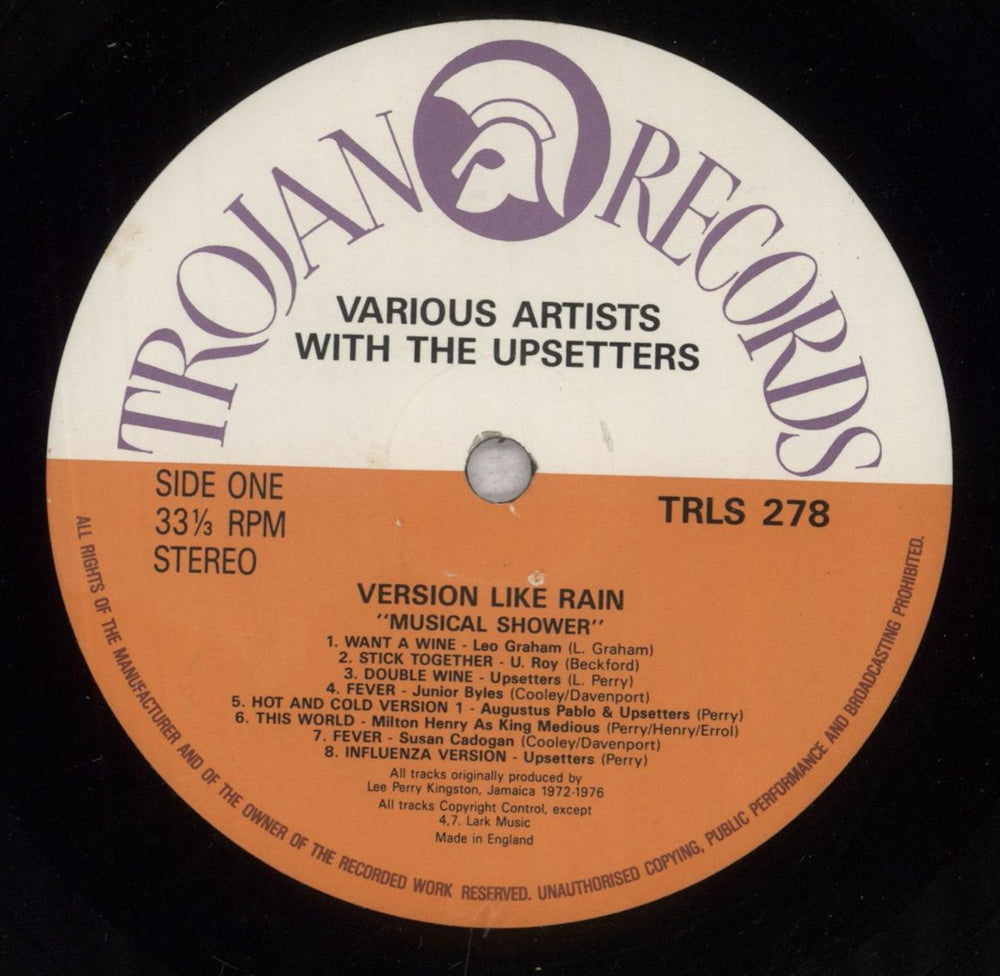 TROJAN RECORDS
VARIOUS ARTISTS
WITH THE UPSETTERS
SIDE ONE
33⅓ RPM
STEREO
TRLS 278
VERSION LIKE RAIN
"MUSICAL SHOWER"
1. WANT A WINE - Leo Graham (L. Graham)
2. STICK TOGETHER - U. Roy (Beckford)
3. DOUBLE WINE - Upsetters (L. Perry)
4. FEVER - Junior Byles (Cooley/Davenport)
5. HOT AND COLD VERSION 1 - Augustus Pablo & Upsetters (Perry)
6. THIS WORLD - Milton Henry As King Medious (Perry/Henry/Errol)
7. FEVER - Susan Cadogan (Cooley/Davenport)
8. INFLUENZA VERSION - Upsetters (Perry)
All tracks originally produced by
Lee Perry Kingston, Jamaica 1972-1976
All tracks Copyright Control, except
4,7. Lark Music
Made in England
ALL RIGHTS OF THE MANUFACTURER AND OF THE OWNER OF THE RECORDED WORK RESERVED. UNAUTHORISED COPYING, PUBLIC PERFORMANCE AND BROADCASTING PROHIBITED.